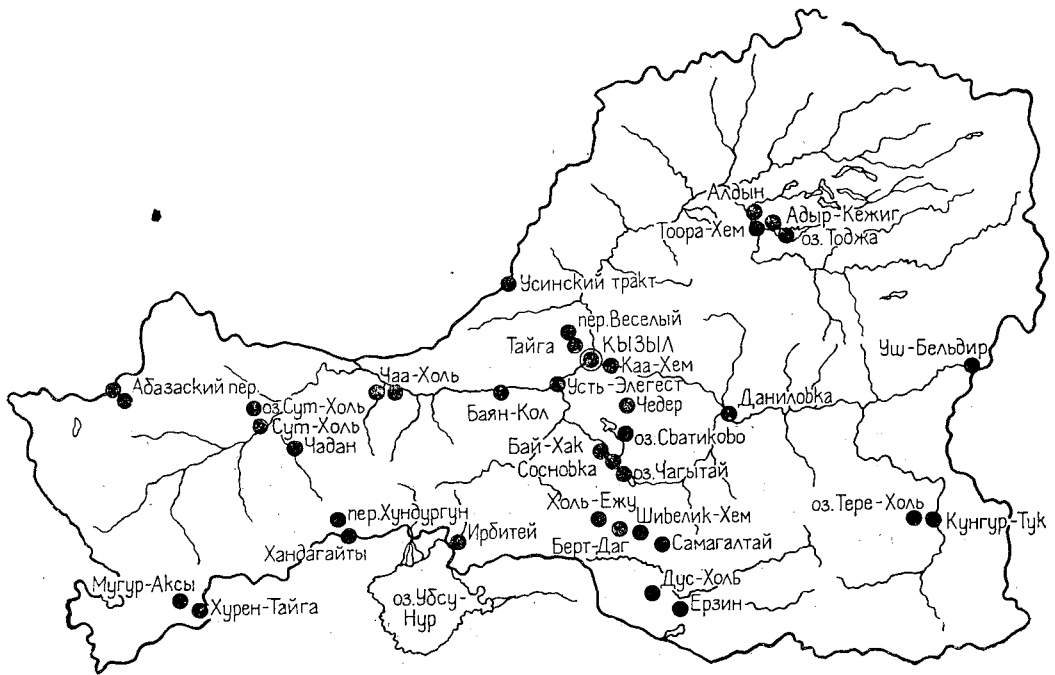 Алдын
Адыр-Кежиг
Тоора-Хем
оз.Тоджа
Усинский тракт
пер.Веселый
Тайга
КЫЗЫЛ
Каа-Хем
Уш-Бельдир
Абазаский пер.
Чаа-Холь
Усть-Элегест
Баян-Кол
Чедер
Даниловка
оз.Сут-Холь
Сут-Холь
Чадан
оз.Сватиково
Бай-Хак
Сосновка
оз.Чагытай
Холь-Ежу
оз.Тере-Холь
пер.Хундургун
Шивелик-Хем
Кунгур-Тук
Ирбитей
Хандагайты
Берт-Даг
Самагалтай
Мугур-Аксы
Дус-Холь
Хурен-Тайга
оз.Убсу-
Нур
Ерзин